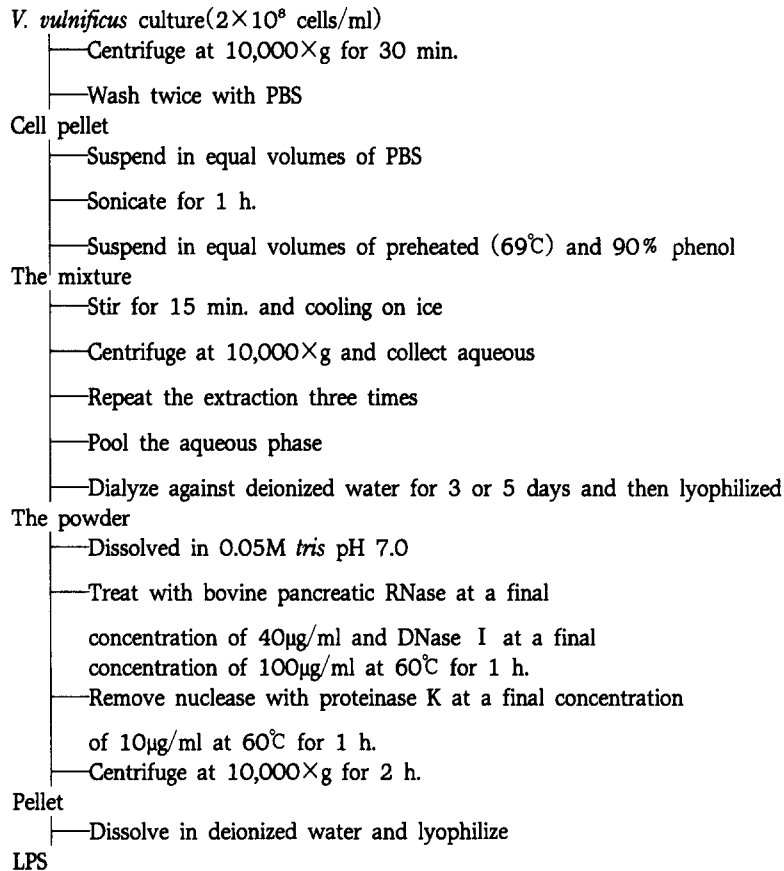 V. vulnificus culture(2×10⁸ cells/ml)
Centrifuge at 10,000×g for 30 min.
Wash twice with PBS
Cell pellet
Suspend in equal volumes of PBS
Sonicate for 1 h.
Suspend in equal volumes of preheated (69℃) and 90% phenol
The mixture
Stir for 15 min. and cooling on ice
Centrifuge at 10,000×g and collect aqueous
Repeat the extraction three times
Pool the aqueous phase
Dialyze against deionized water for 3 or 5 days and then lyophilized
The powder
Dissolved in 0.05M tris pH 7.0
Treat with bovine pancreatic RNase at a final
concentration of 40μg/ml and DNase I at a final
concentration of 100μg/ml at 60℃ for 1 h.
Remove nuclease with proteinase K at a final concentration
of 10μg/ml at 60℃ for 1 h.
Centrifuge at 10,000×g for 2 h.
Pellet
Dissolve in deionized water and lyophilize
LPS